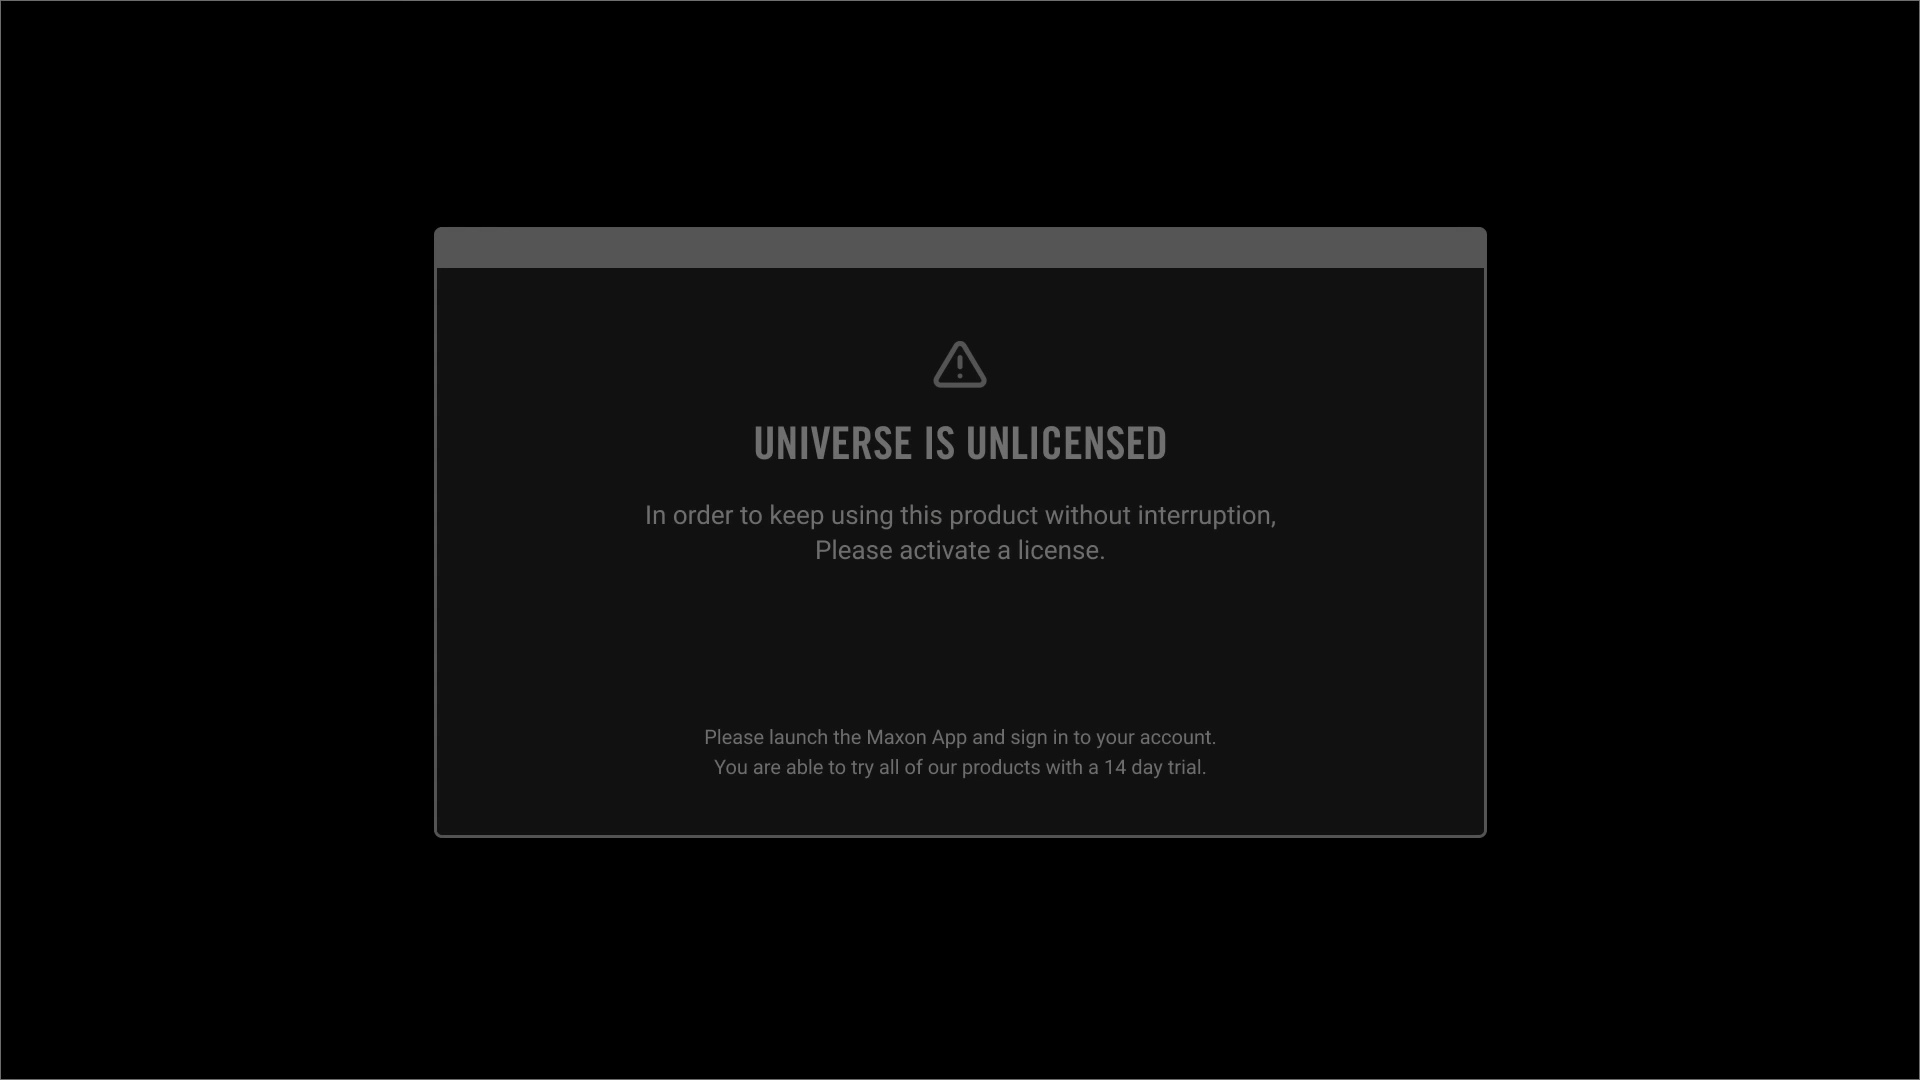 UNIVERSE IS UNLICENSED
In order to keep using this product without interruption,
Please activate a license.
Please launch the Maxon App and sign in to your account.
You are able to try all of our products with a 14 day trial.